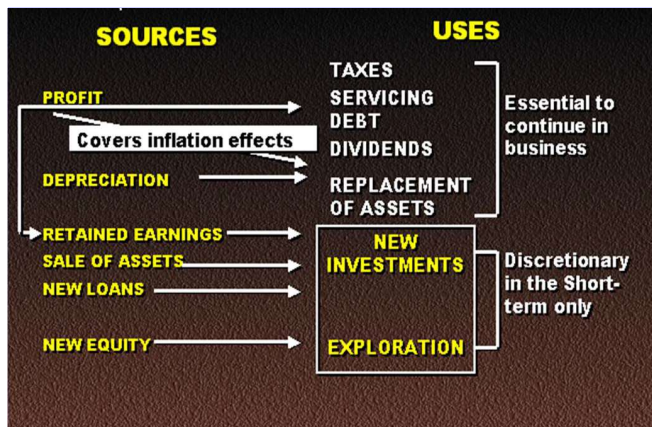 SOURCES
USES
PROFIT
Covers inflation effects
DEPRECIATION
RETAINED EARNINGS
SALE OF ASSETS
NEW LOANS
NEW EQUITY
TAXES
SERVICING
DEBT
DIVIDENDS
REPLACEMENT
OF ASSETS
NEW
INVESTMENTS
EXPLORATION
Essential to
continue in
business
Discretionary
in the Short-
term only